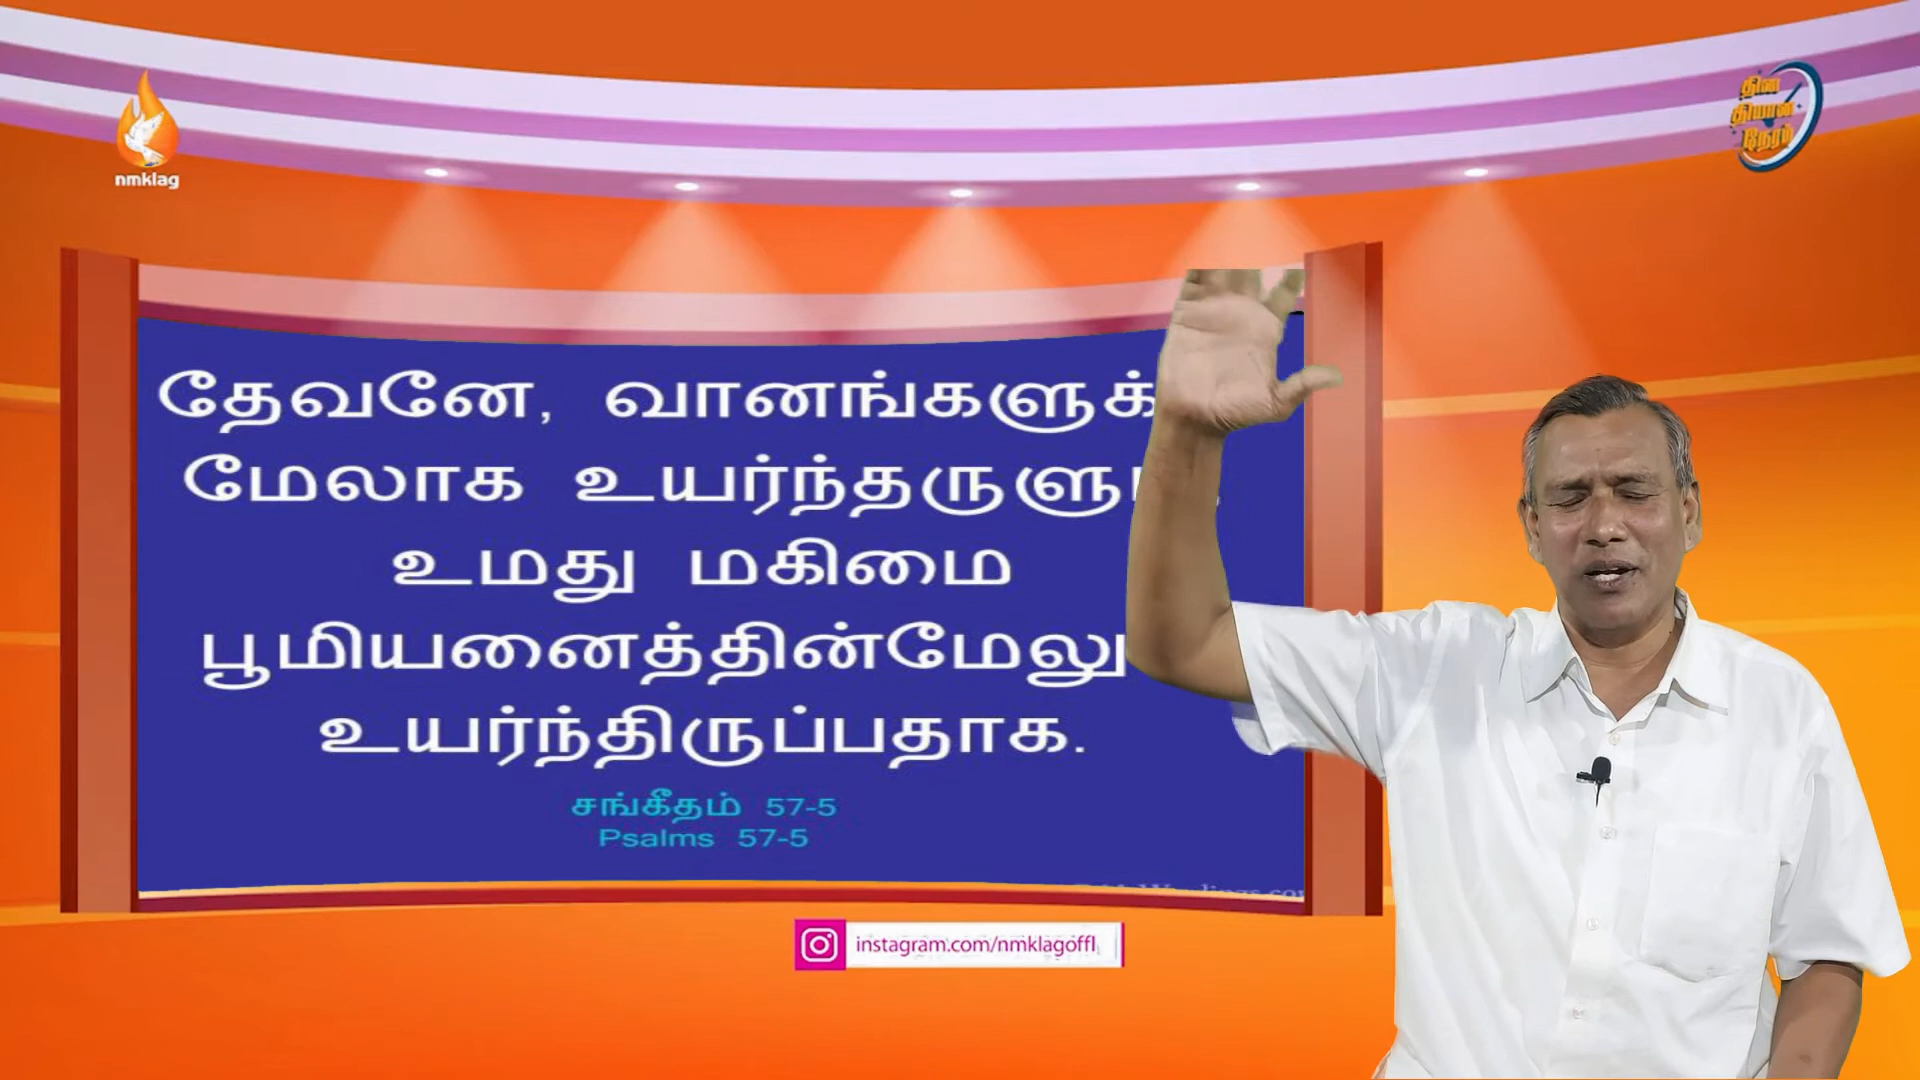 nmklag
தின
தியான
நேரம்
தேவனே, வானங்களுக்
மேலாக உயர்ந்தருளும்
உமது மகிமை
பூமியனைத்தின்மேலு
உயர்ந்திருப்பதாக.
சங்கீதம் 57-5
Psalms 57-5
instagram.com/nmklagoffl